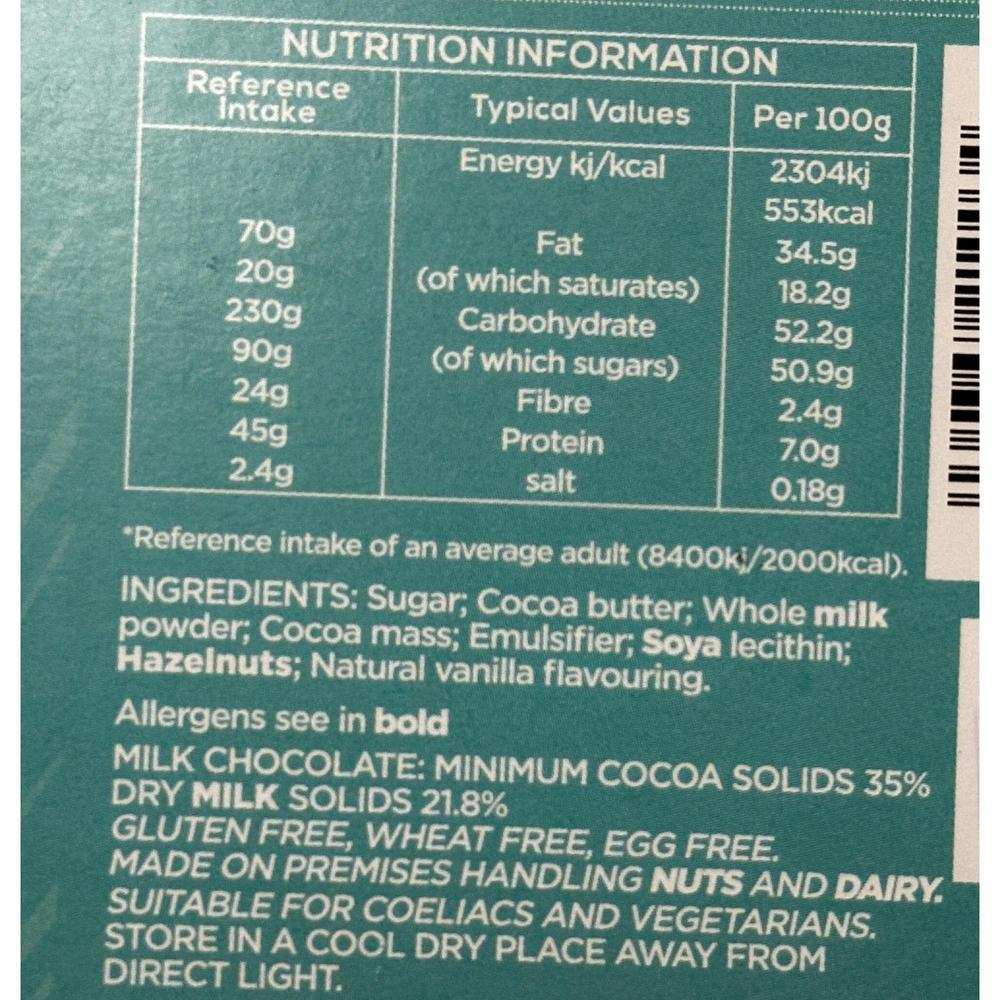 NUTRITION INFORMATION
Reference Intake Typical Values Per 100g
Energy kj/kcal 2304kj
553kcal
70g Fat 34.5g
20g (of which saturates) 18.2g
230g Carbohydrate 52.2g
90g (of which sugars) 50.9g
24g Fibre 2.4g
45g Protein 7.0g
2.4g salt 0.18g
*Reference intake of an average adult (8400kj/2000kcal).
INGREDIENTS: Sugar; Cocoa butter; Whole milk
powder; Cocoa mass; Emulsifier; Soya lecithin;
Hazelnuts; Natural vanilla flavouring.
Allergens see in bold
MILK CHOCOLATE: MINIMUM COCOA SOLIDS 35%
DRY MILK SOLIDS 21.8%
GLUTEN FREE, WHEAT FREE, EGG FREE.
MADE ON PREMISES HANDLING NUTS AND DAIRY.
SUITABLE FOR COELIACS AND VEGETARIANS.
STORE IN A COOL DRY PLACE AWAY FROM
DIRECT LIGHT.